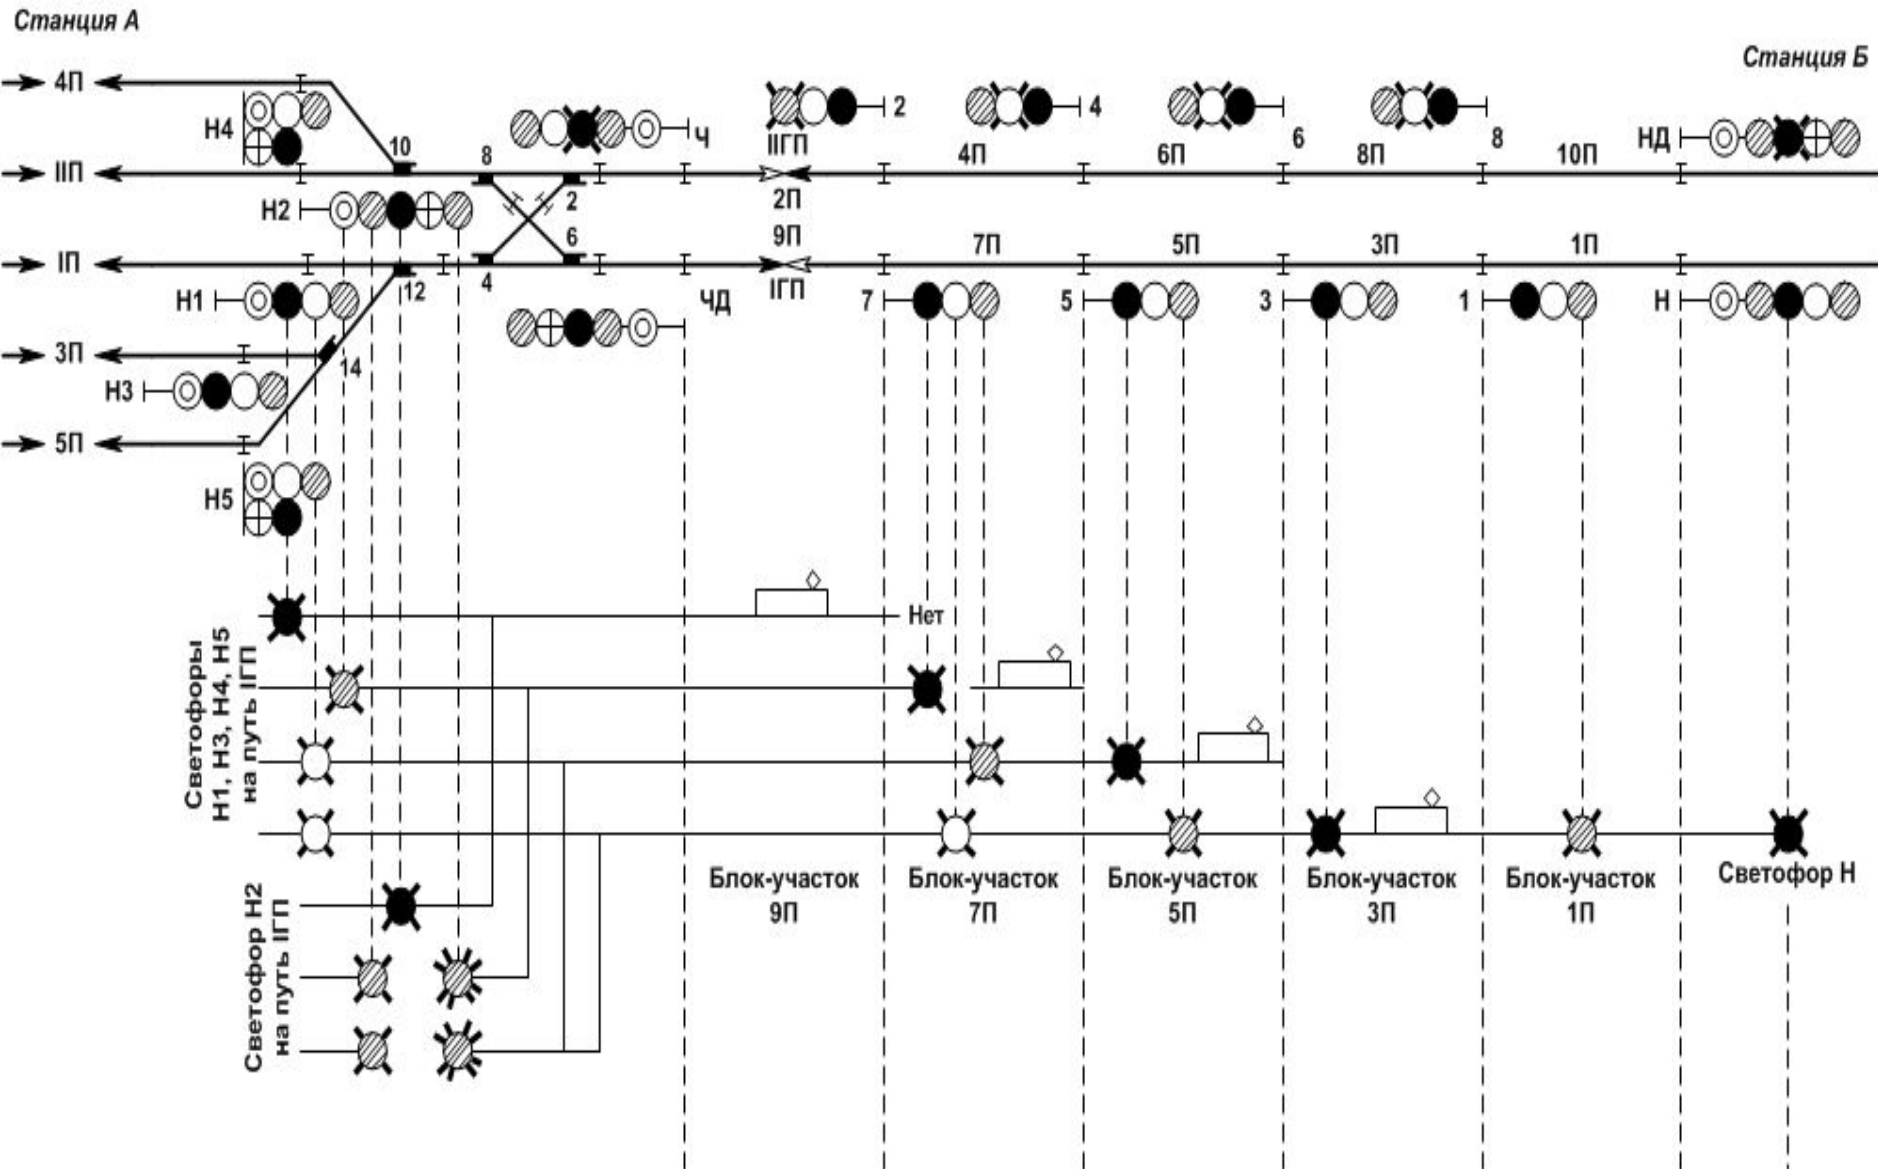 Станция А
Станция Б
4П
Н4
10
8
Ч
2
4
6
8
НД
IIП
IIГП
4П
6П
8П
10П
Н2
2
2П
6
9П
7П
5П
3П
1П
IП
12
4
IГП
Н1
ЧД
7
5
3
1
Н
3П
14
Н3
5П
Н5
Нет
Светофоры
Н1, Н3, Н4, Н5
на путь IГП
Блок-участок
9П
Блок-участок
7П
Блок-участок
5П
Блок-участок
3П
Блок-участок
1П
Светофор Н
Светофор Н2
на путь IГП